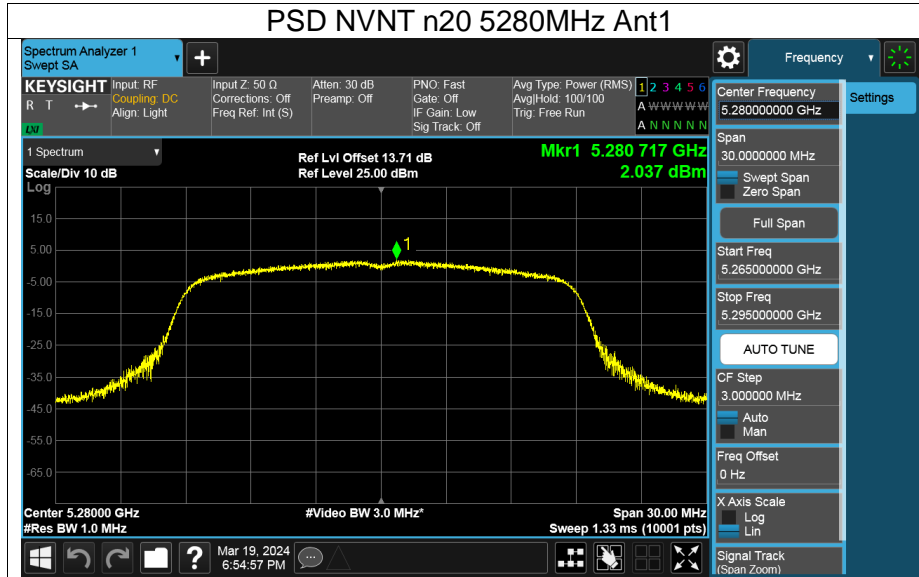 PSD NVNT n20 5280MHz Ant1
Spectrum Analyzer 1
Swept SA
Frequency
KEYSIGHT
R T
LXI
Input: RF
Coupling: DC
Align: Light
Input Z: 50 Ω
Corrections: Off
Freq Ref: Int (S)
Atten: 30 dB
Preamp: Off
PNO: Fast
Gate: Off
IF Gain: Low
Sig Track: Off
Avg Type: Power (RMS)
Avg|Hold: 100/100
Trig: Free Run
1 2 3 4 5 6
A W W W W W
A N N N N N
Center Frequency
5.280000000 GHz
Settings
Span
30.0000000 MHz
Swept Span
Zero Span
Full Span
Start Freq
5.265000000 GHz
Stop Freq
5.295000000 GHz
AUTO TUNE
CF Step
3.000000 MHz
Auto
Man
Freq Offset
0 Hz
X Axis Scale
Log
Lin
Signal Track
(Span Zoom)
1 Spectrum
Scale/Div 10 dB
Ref Lvl Offset 13.71 dB
Ref Level 25.00 dBm
Mkr1 5.280 717 GHz
2.037 dBm
Log
15.0
5.00
-5.00
-15.0
-25.0
-35.0
-45.0
-55.0
-65.0
1
Center 5.28000 GHz
#Res BW 1.0 MHz
#Video BW 3.0 MHz*
Span 30.00 MHz
Sweep 1.33 ms (10001 pts)
?
Mar 19, 2024
6:54:57 PM